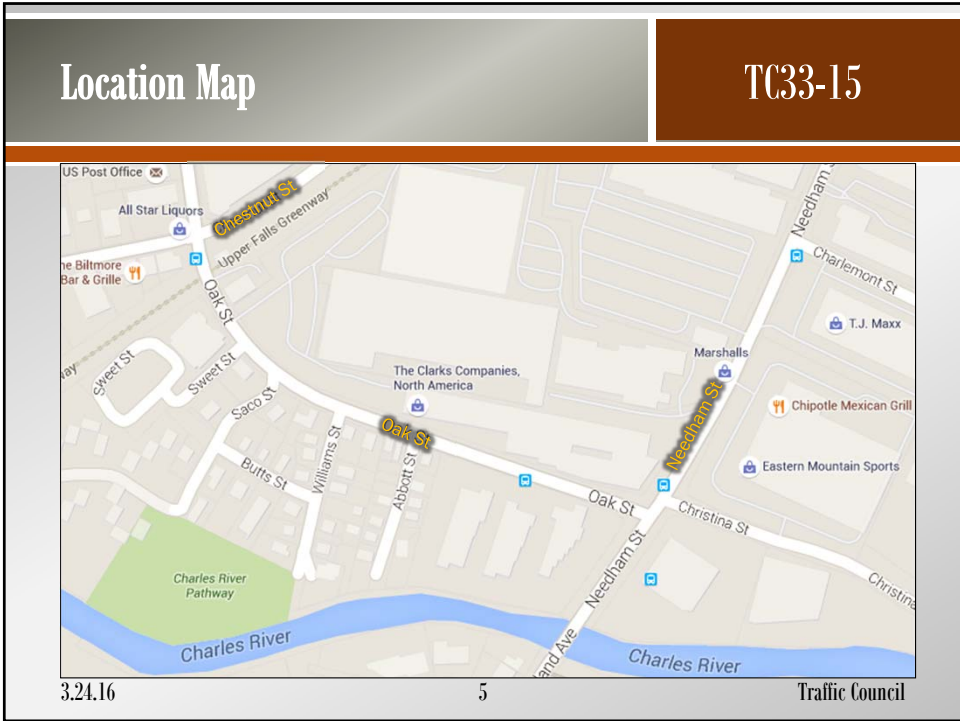 Location Map
TC33-15
US Post Office
All Star Liquors
Chestnut St
Upper Falls Greenway
Needham
Charlemont St
he Biltmore
Bar & Grille
Oak St
T.J. Maxx
way
Sweet St
Sweet St
Saco St
The Clarks Companies,
North America
Marshalls
Needham St
Chipotle Mexican Grill
Oak St
Williams St
Butts St
Abbott St
Eastern Mountain Sports
Oak St
Christina St
Needham St
Christina
Charles River
Pathway
Charles River
land Ave
Charles River
3.24.16
5
Traffic Council